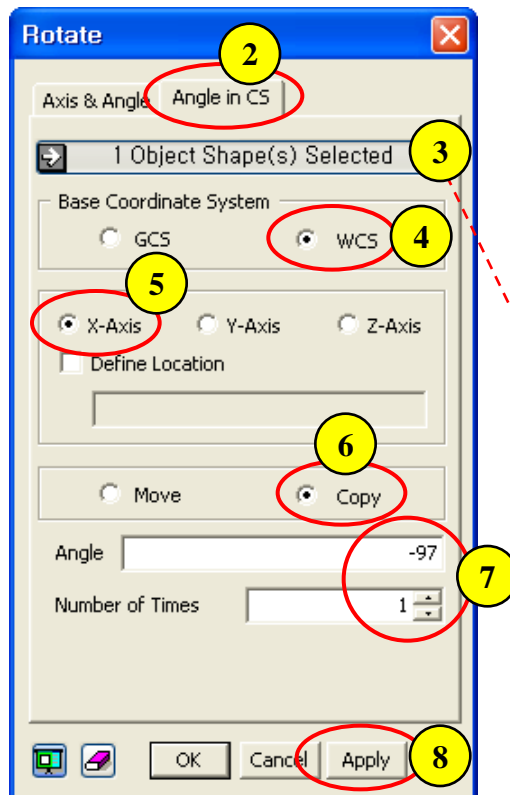 Rotate
2
Axis & Angle Angle in CS
1 Object Shape(s) Selected 3
Base Coordinate System
GCS WCS 4
5
X-Axis Y-Axis Z-Axis
Define Location
6
Move Copy
Angle -97
7
Number of Times 1
OK Cancel Apply 8